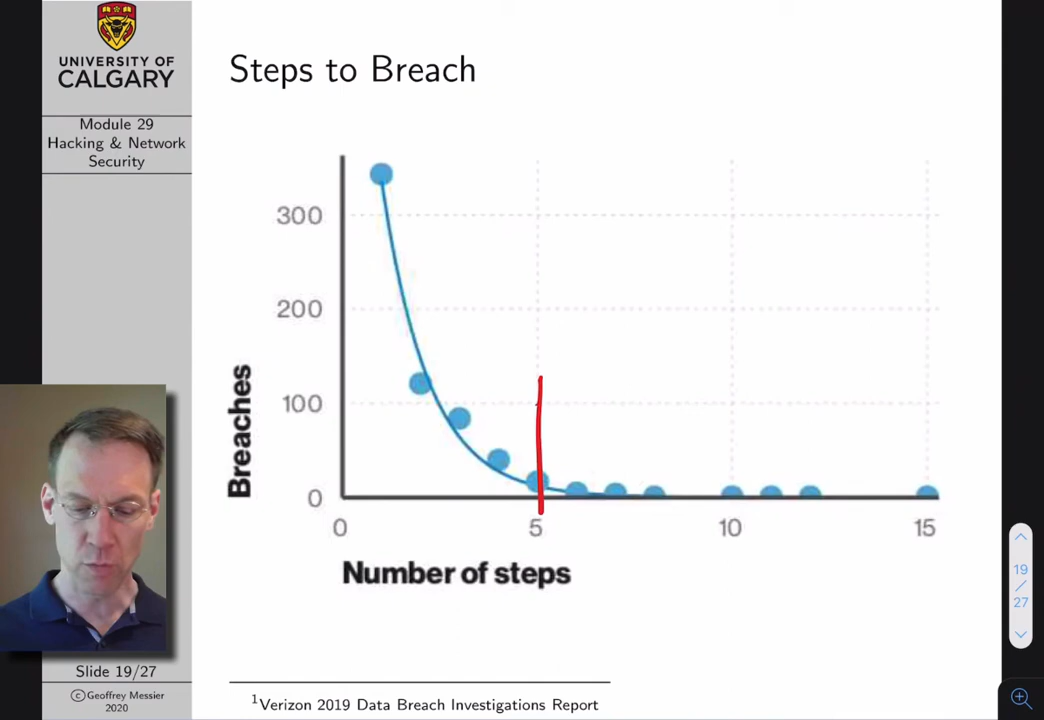 UNIVERSITY OF
CALGARY
Module 29
Hacking & Network
Security
Steps to Breach
300
200
100
0
Breaches
0
5
10
15
Number of steps
19
/
27
Slide 19/27
©Geoffrey Messier
2020
1Verizon 2019 Data Breach Investigations Report